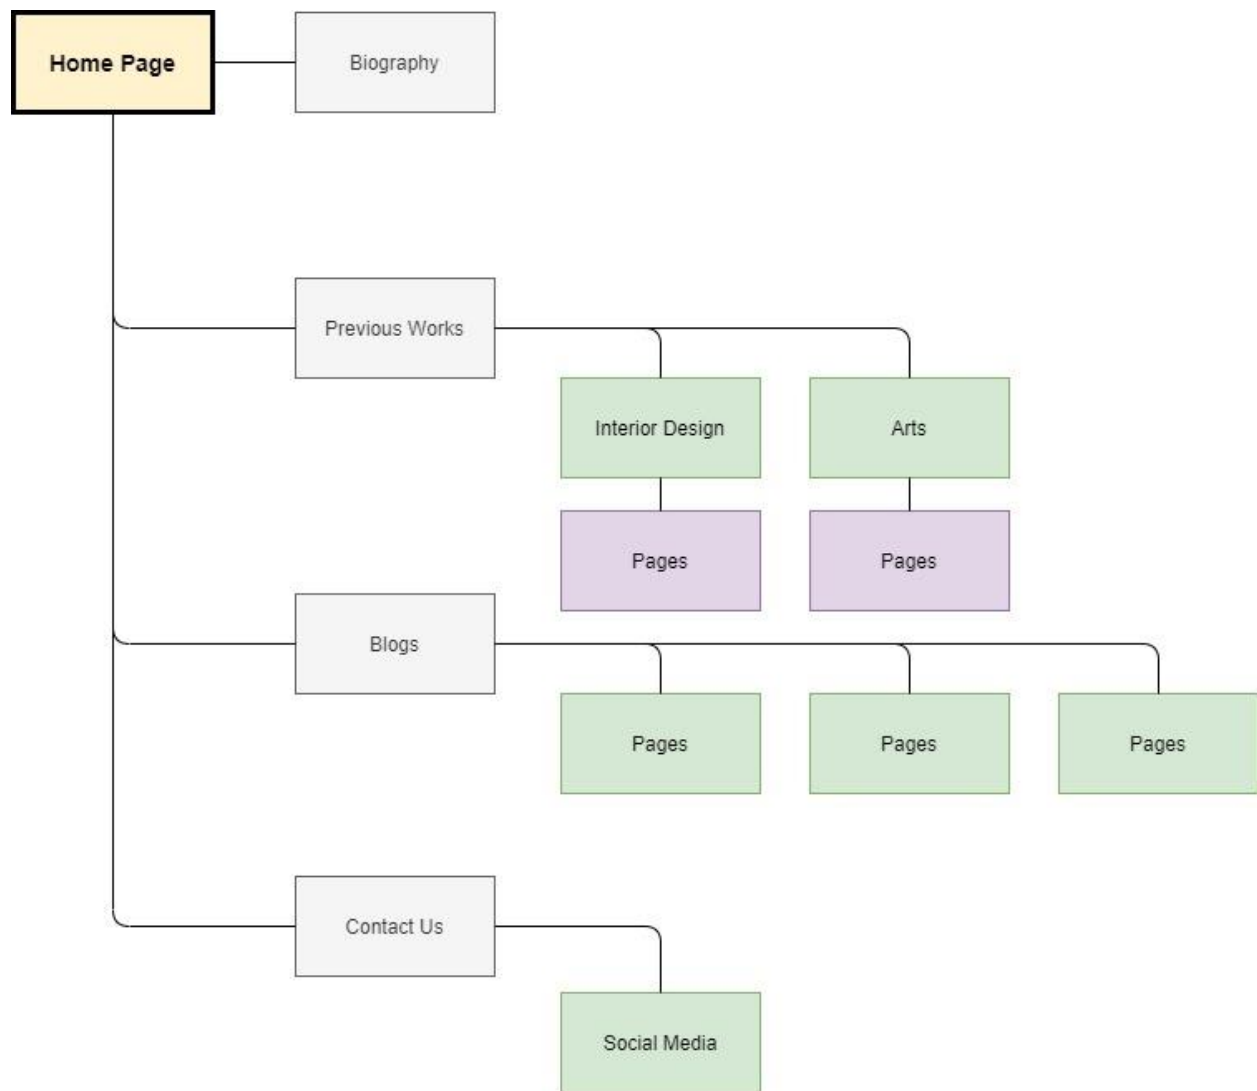 Home Page
Biography
Previous Works
Interior Design
Arts
Pages
Pages
Blogs
Pages
Pages
Pages
Contact Us
Social Media